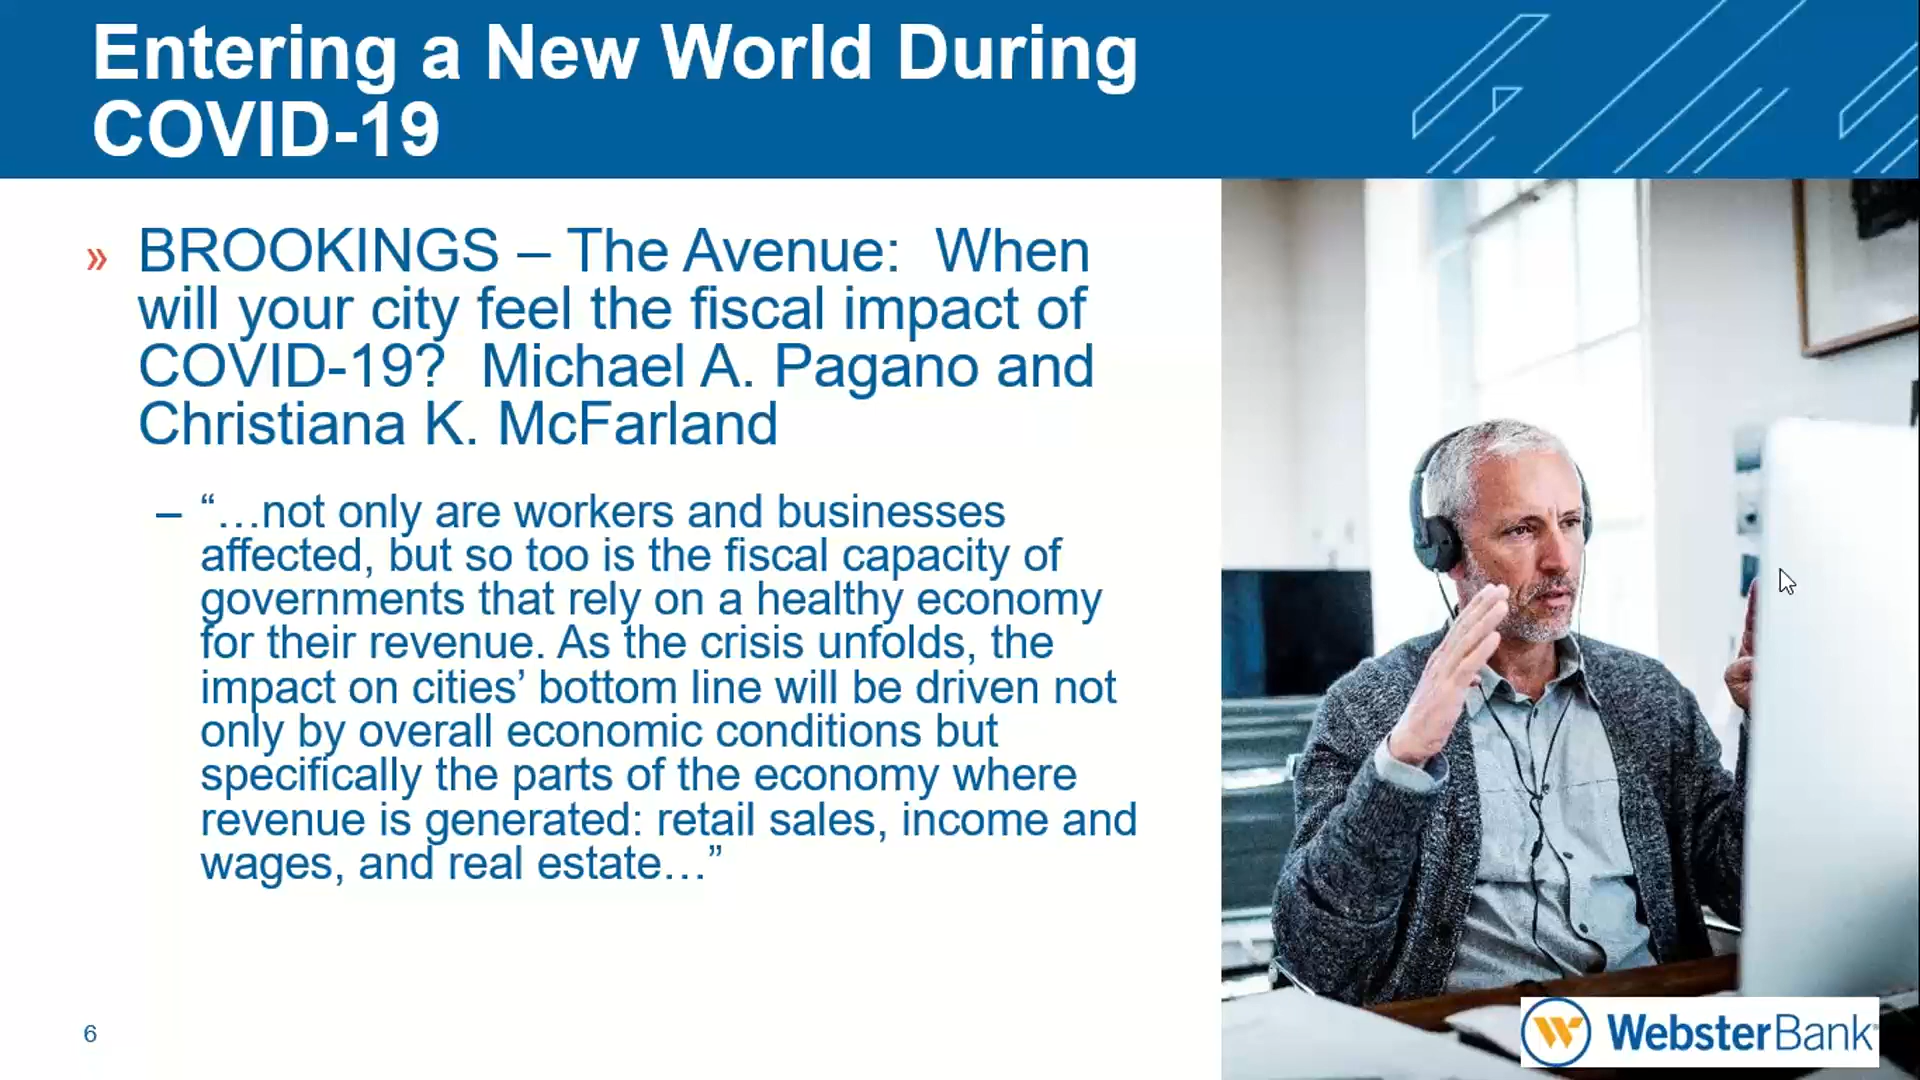 Entering a New World During
COVID-19
» BROOKINGS – The Avenue:  When
will your city feel the fiscal impact of
COVID-19?  Michael A. Pagano and
Christiana K. McFarland
– “…not only are workers and businesses
affected, but so too is the fiscal capacity of
governments that rely on a healthy economy
for their revenue. As the crisis unfolds, the
impact on cities’ bottom line will be driven not
only by overall economic conditions but
specifically the parts of the economy where
revenue is generated: retail sales, income and
wages, and real estate…”
6
WebsterBank